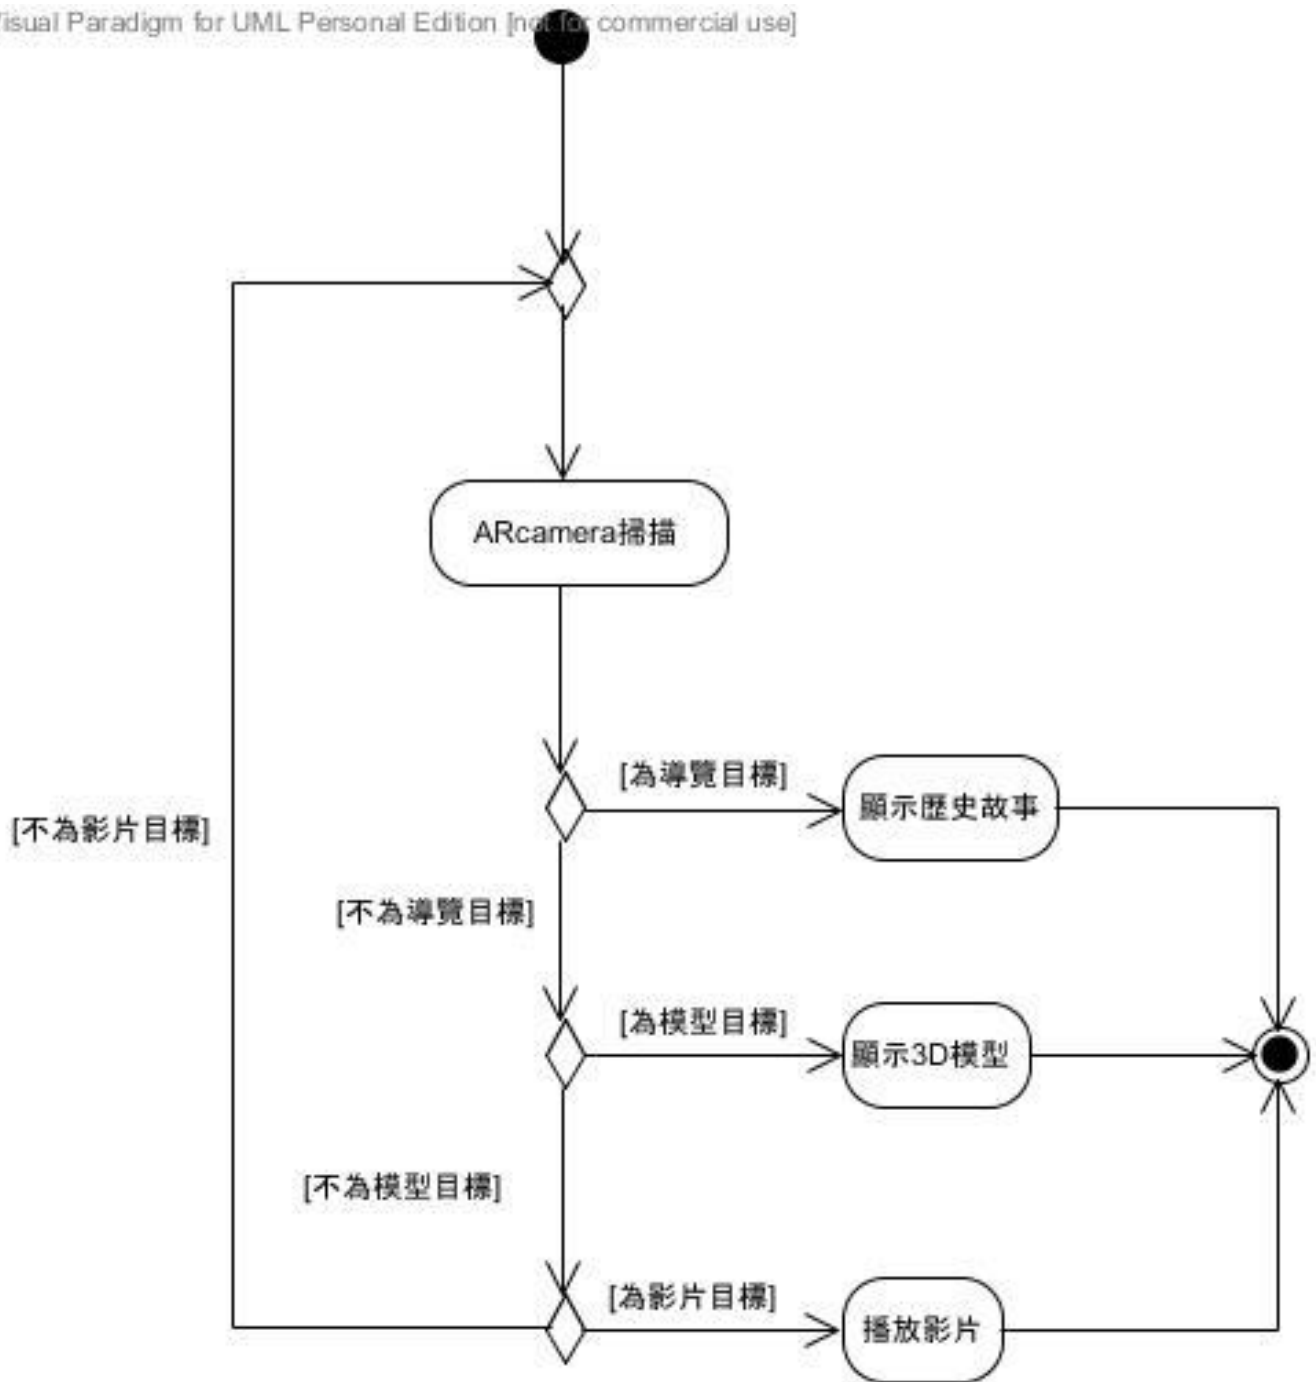 isual Paradigm for UML Personal Edition [not for commercial use]
ARcamera掃描
[為導覽目標]
顯示歷史故事
[不為影片目標]
[不為導覽目標]
[為模型目標]
顯示3D模型
[不為模型目標]
[為影片目標]
播放影片